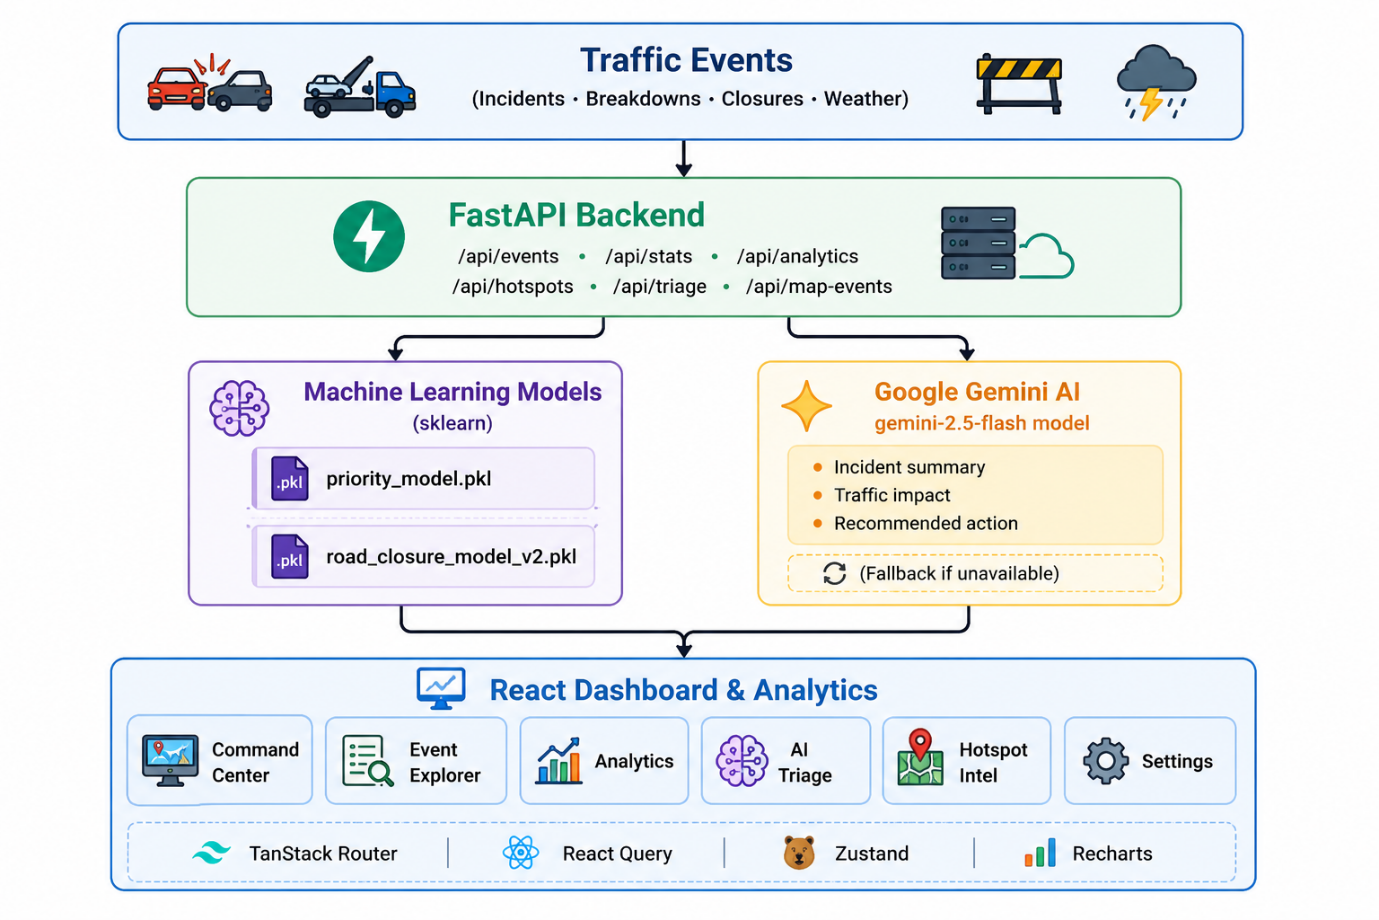 Traffic Events
(Incidents · Breakdowns · Closures · Weather)
FastAPI Backend
/api/events • /api/stats • /api/analytics
/api/hotspots • /api/triage • /api/map-events
Machine Learning Models
(sklearn)
.pkl priority_model.pkl
.pkl road_closure_model_v2.pkl
Google Gemini AI
gemini-2.5-flash model
• Incident summary
• Traffic impact
• Recommended action
(Fallback if unavailable)
React Dashboard & Analytics
Command
Center
Event
Explorer
Analytics
AI
Triage
Hotspot
Intel
Settings
TanStack Router | React Query | Zustand | Recharts